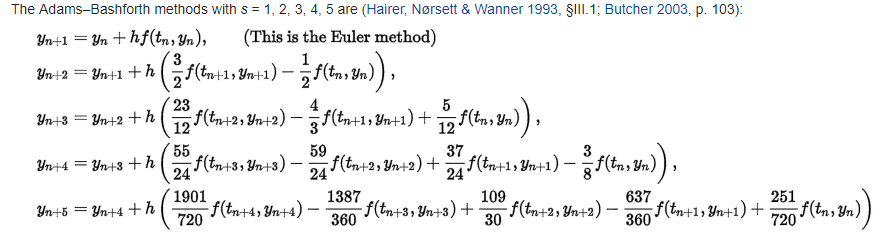 The Adams–Bashforth methods with s = 1, 2, 3, 4, 5 are (Hairer, Nørsett & Wanner 1993, §III.1; Butcher 2003, p. 103):
y_{n+1} = y_n + hf(t_n, y_n), (This is the Euler method)
y_{n+2} = y_{n+1} + h(3/2 f(t_{n+1}, y_{n+1}) − 1/2 f(t_n, y_n)),
y_{n+3} = y_{n+2} + h(23/12 f(t_{n+2}, y_{n+2}) − 4/3 f(t_{n+1}, y_{n+1}) + 5/12 f(t_n, y_n)),
y_{n+4} = y_{n+3} + h(55/24 f(t_{n+3}, y_{n+3}) − 59/24 f(t_{n+2}, y_{n+2}) + 37/24 f(t_{n+1}, y_{n+1}) − 3/8 f(t_n, y_n)),
y_{n+5} = y_{n+4} + h(1901/720 f(t_{n+4}, y_{n+4}) − 1387/360 f(t_{n+3}, y_{n+3}) + 109/30 f(t_{n+2}, y_{n+2}) − 637/360 f(t_{n+1}, y_{n+1}) + 251/720 f(t_n, y_n))